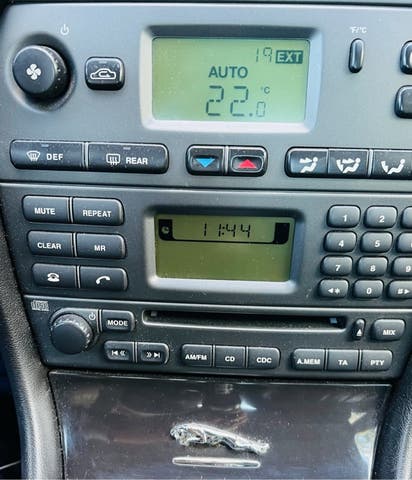 19 EXT
°F/°C
AUTO
22.0 °C
DEF REAR
MUTE REPEAT
11:44
1 2 3
CLEAR MR
4 5 6
7 8 9
0
MODE
MIX
AM/FM CD CDC A.MEM TA PTY